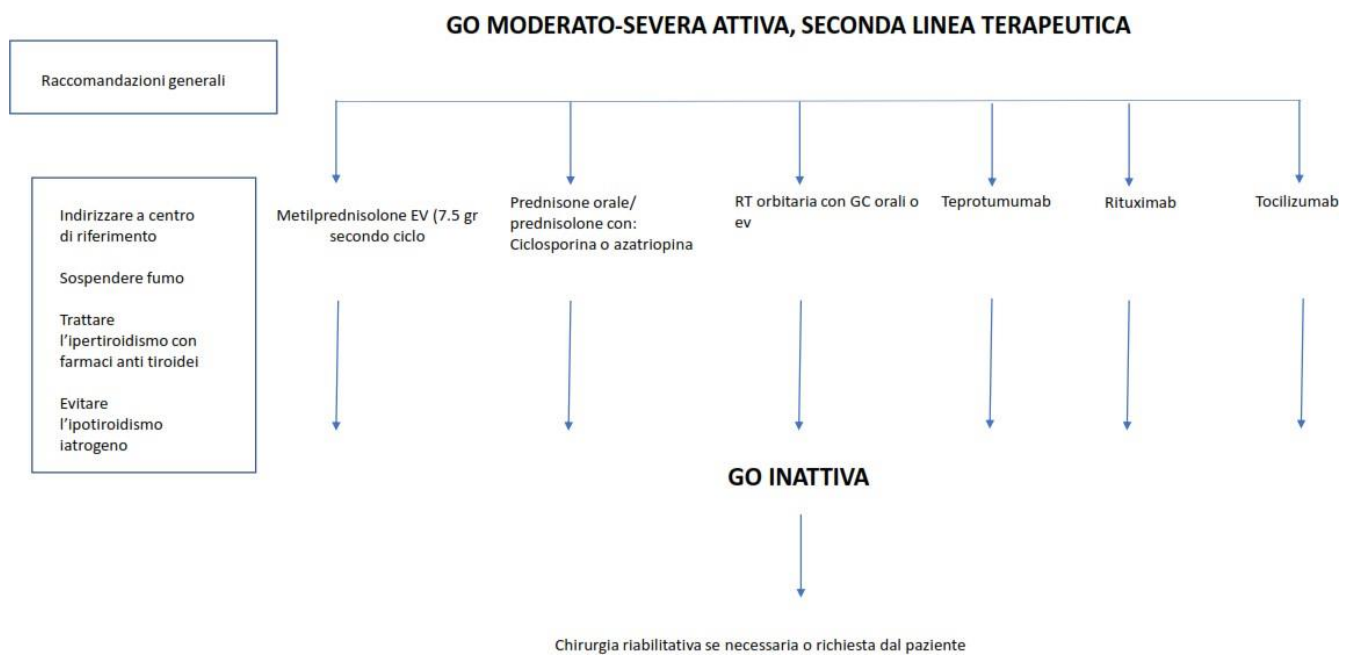 GO MODERATO-SEVERA ATTIVA, SECONDA LINEA TERAPEUTICA
Raccomandazioni generali
Indirizzare a centro
di riferimento
Sospendere fumo
Trattare
l'ipertiroidismo con
farmaci anti tiroidei
Evitare
l'ipotiroidismo
iatrogeno
Metilprednisolone EV (7.5 gr
secondo ciclo
Prednisone orale/
prednisolone con:
Ciclosporina o azatriopina
RT orbitaria con GC orali o
ev
Teprotumumab
Rituximab
Tocilizumab
GO INATTIVA
Chirurgia riabilitativa se necessaria o richiesta dal paziente